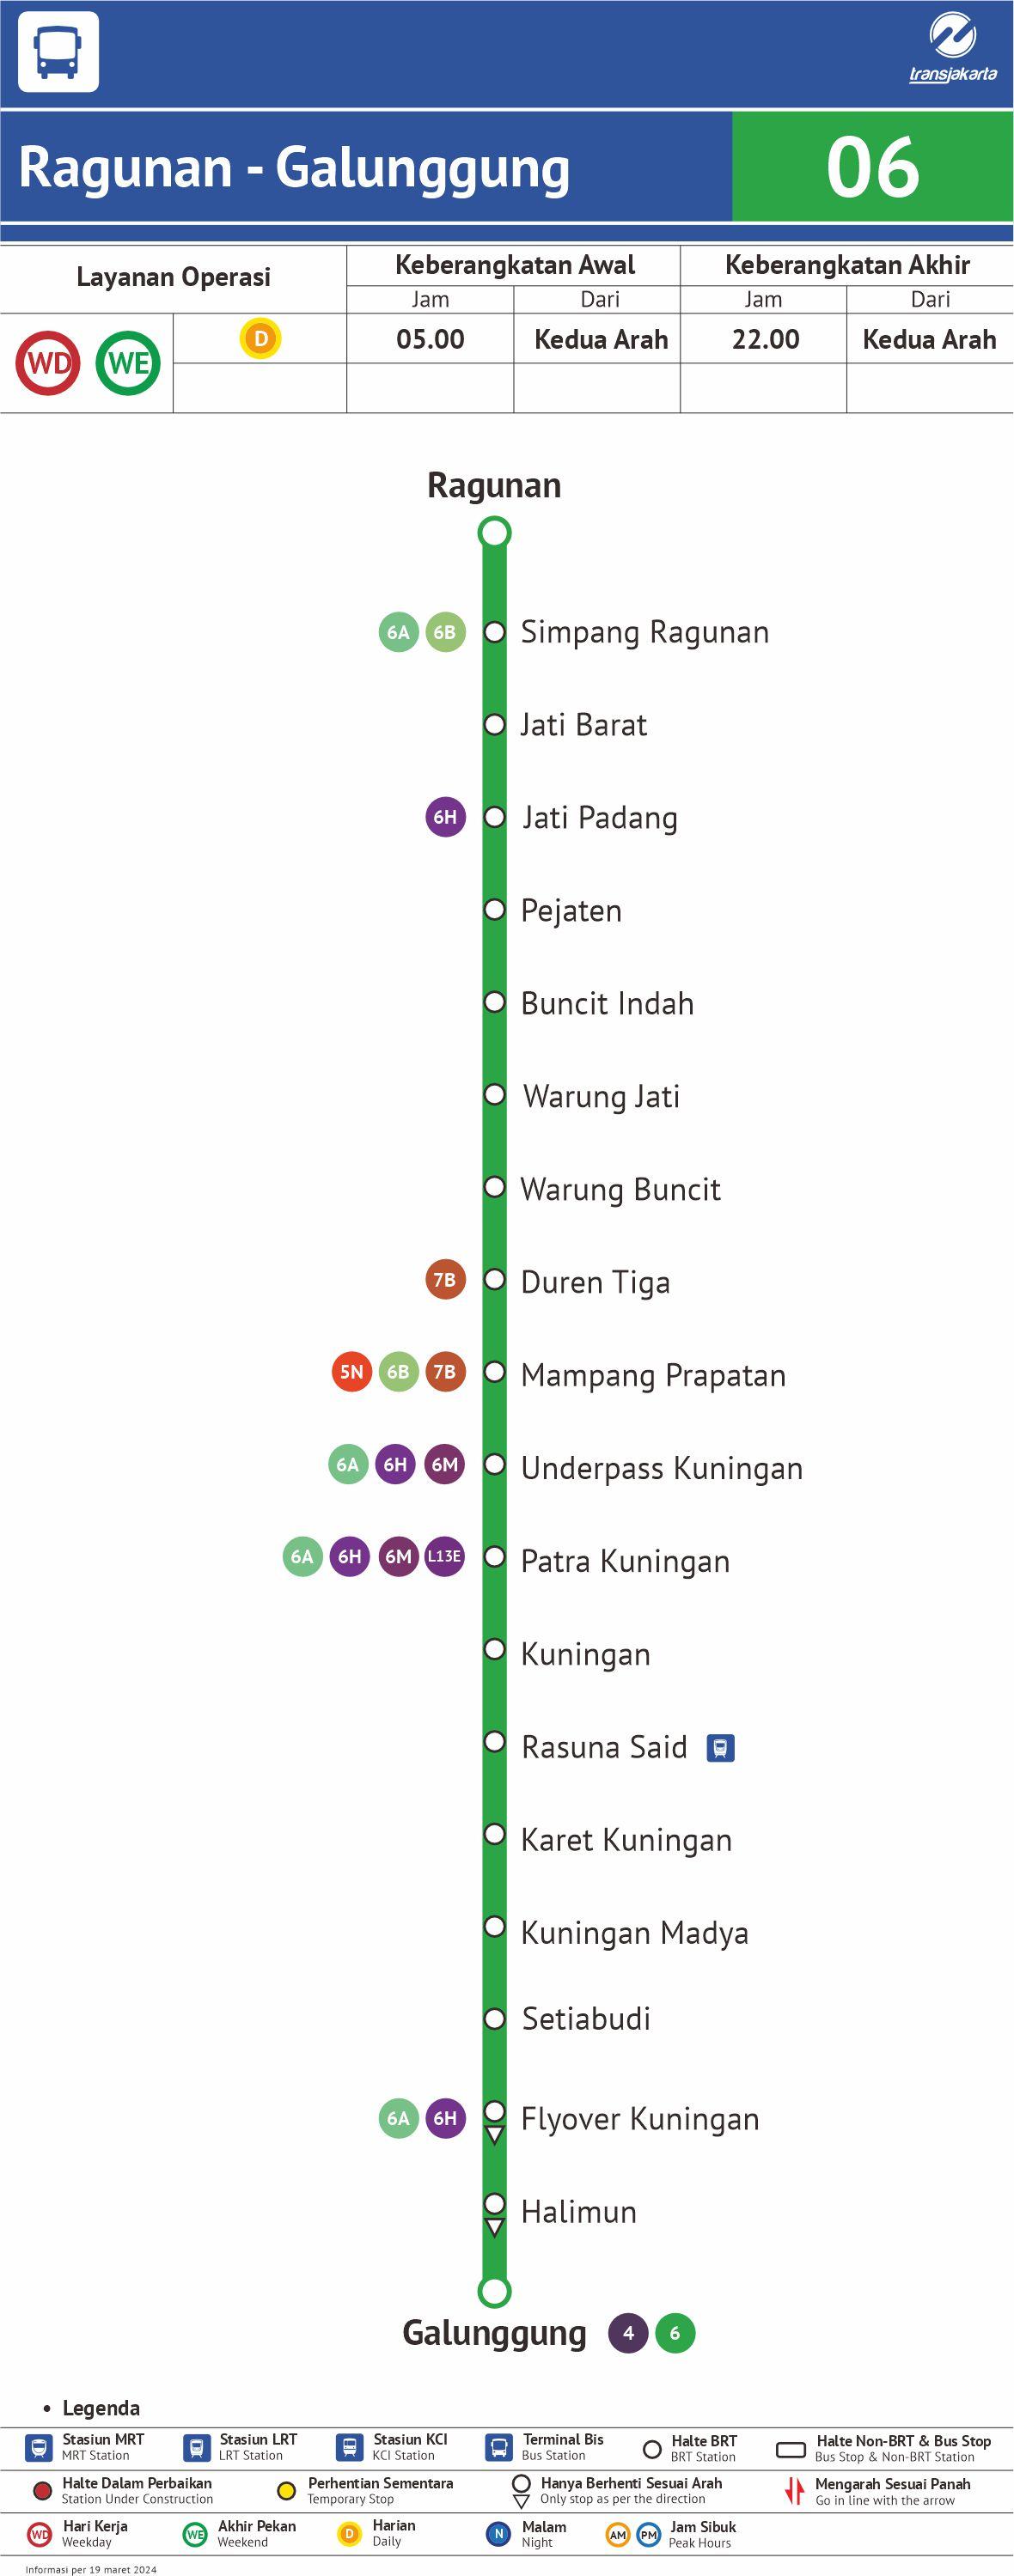 transjakarta
Ragunan - Galunggung
06
Layanan Operasi
Keberangkatan Awal
Keberangkatan Akhir
Jam
Dari
Jam
Dari
WD WE
D
05.00
Kedua Arah
22.00
Kedua Arah
Ragunan
6A 6B Simpang Ragunan
Jati Barat
6H Jati Padang
Pejaten
Buncit Indah
Warung Jati
Warung Buncit
7B Duren Tiga
5N 6B 7B Mampang Prapatan
6A 6H 6M Underpass Kuningan
6A 6H 6M L13E Patra Kuningan
Kuningan
Rasuna Said
Karet Kuningan
Kuningan Madya
Setiabudi
6A 6H Flyover Kuningan
Halimun
Galunggung 4 6
• Legenda
Stasiun MRT
MRT Station
Stasiun LRT
LRT Station
Stasiun KCI
KCI Station
Terminal Bis
Bus Station
Halte BRT
BRT Station
Halte Non-BRT & Bus Stop
Bus Stop & Non-BRT Station
Halte Dalam Perbaikan
Station Under Construction
Perhentian Sementara
Temporary Stop
Hanya Berhenti Sesuai Arah
Only stop as per the direction
Mengarah Sesuai Panah
Go in line with the arrow
WD Hari Kerja
Weekday
WE Akhir Pekan
Weekend
D Harian
Daily
N Malam
Night
AM PM Jam Sibuk
Peak Hours
Informasi per 19 maret 2024